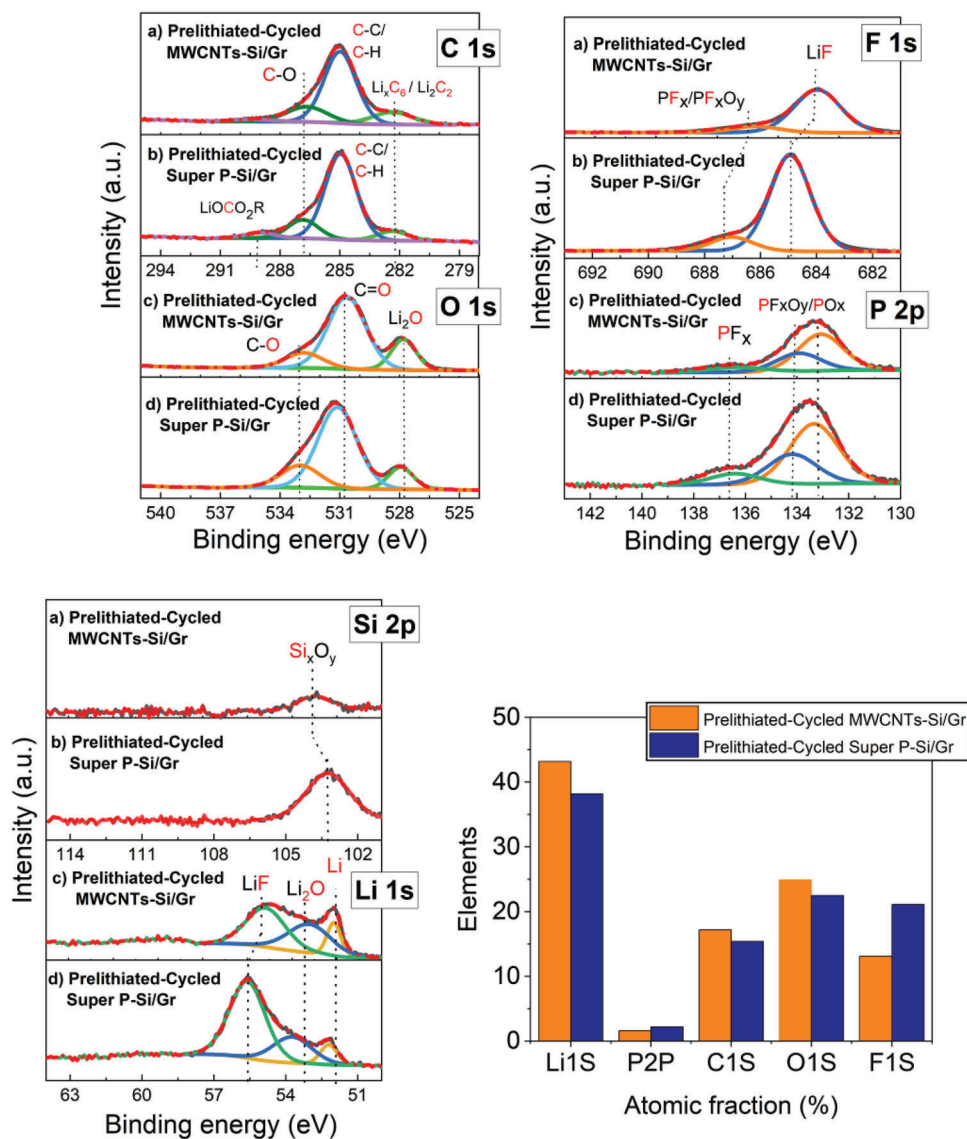 a) Prelithiated-Cycled
MWCNTs-Si/Gr
C-O
C-C/
C-H
LixC6 / Li2C2
C 1s
b) Prelithiated-Cycled
Super P-Si/Gr
C-C/
C-H
LiOCO2R
294 291 288 285 282 279
O 1s
c) Prelithiated-Cycled
MWCNTs-Si/Gr
C=O
Li2O
C-O
d) Prelithiated-Cycled
Super P-Si/Gr
540 537 534 531 528 525
Binding energy (eV)
Intensity (a.u.)
F 1s
a) Prelithiated-Cycled
MWCNTs-Si/Gr
LiF
PFx/PFxOy
b) Prelithiated-Cycled
Super P-Si/Gr
692 690 688 686 684 682
c) Prelithiated-Cycled
MWCNTs-Si/Gr
PFxOy/POx
P 2p
PFx
d) Prelithiated-Cycled
Super P-Si/Gr
142 140 138 136 134 132 130
Binding energy (eV)
Intensity (a.u.)
a) Prelithiated-Cycled
MWCNTs-Si/Gr
Si 2p
SixOy
b) Prelithiated-Cycled
Super P-Si/Gr
114 111 108 105 102
c) Prelithiated-Cycled
MWCNTs-Si/Gr
LiF
Li2O
Li
Li 1s
d) Prelithiated-Cycled
Super P-Si/Gr
63 60 57 54 51
Binding energy (eV)
Intensity (a.u.)
Prelithiated-Cycled MWCNTs-Si/Gr
Prelithiated-Cycled Super P-Si/Gr
50
40
30
20
10
0
Elements
Li1S P2P C1S O1S F1S
Atomic fraction (%)